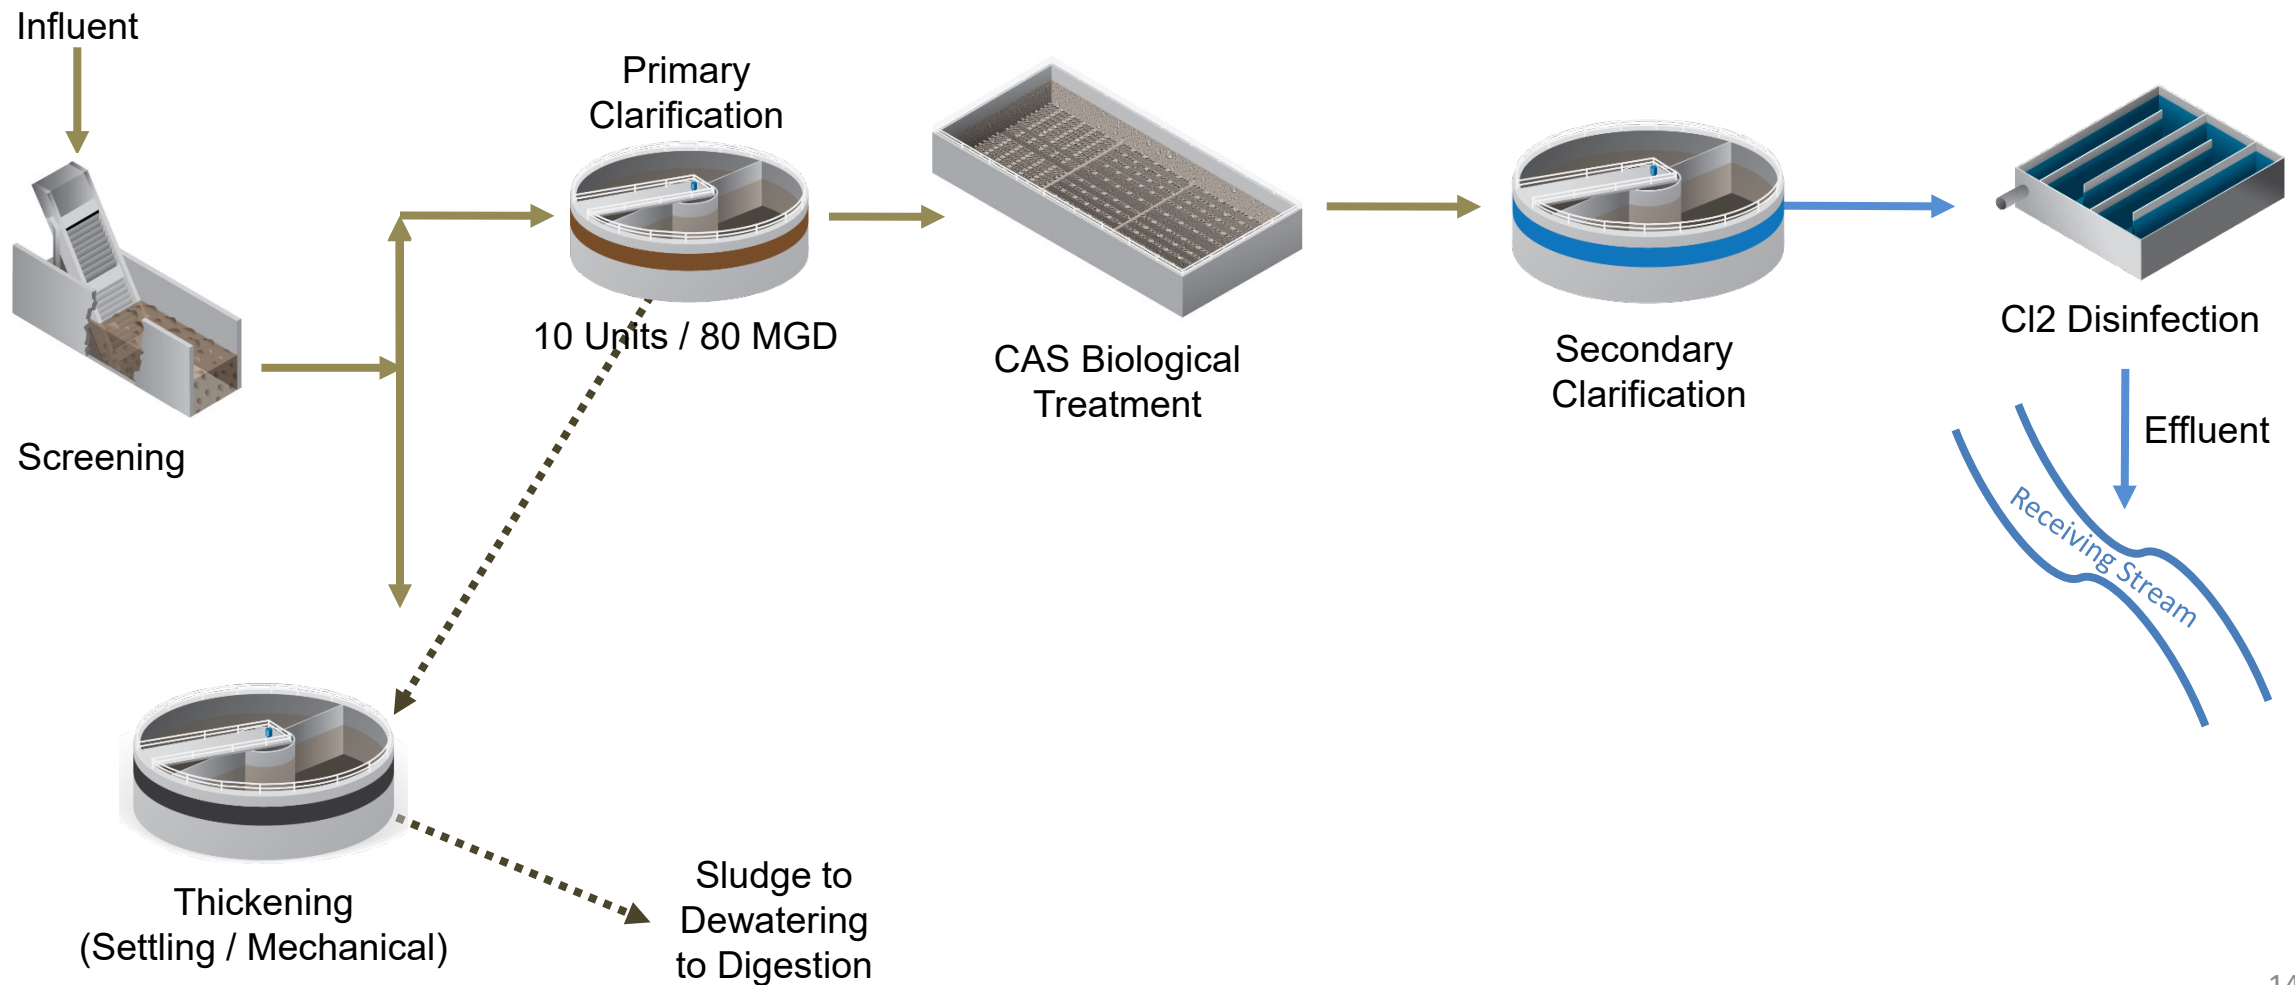 Influent
Screening
Primary
Clarification
10 Units / 80 MGD
CAS Biological
Treatment
Secondary
Clarification
Cl2 Disinfection
Effluent
Receiving Stream
Thickening
(Settling / Mechanical)
Sludge to
Dewatering
to Digestion
14